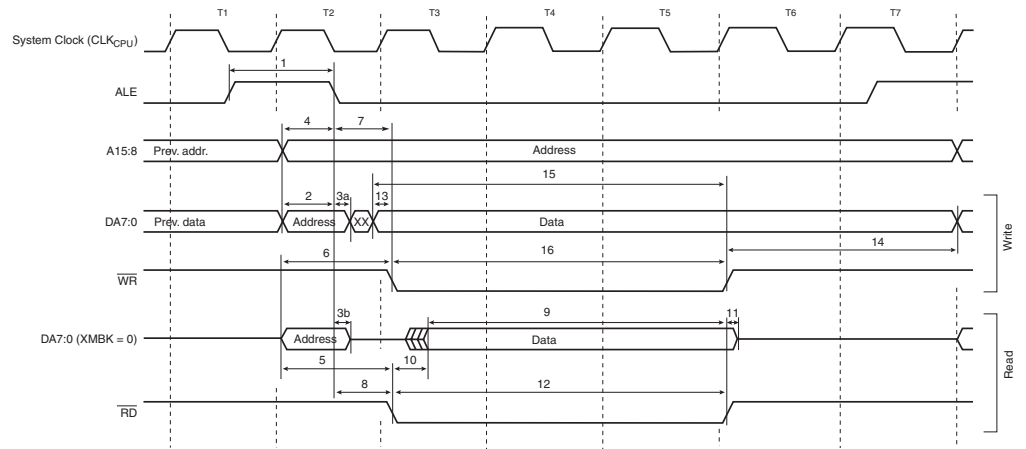 T1 T2 T3 T4 T5 T6 T7
System Clock (CLKCPU)
1
ALE
4 7
A15:8 Prev. addr. Address
15
2 3a 13
DA7:0 Prev. data Address XX Data
14
6 16
WR
Write
3b 9 11
DA7:0 (XMBK = 0) Address Data
5 10
8 12
RD
Read